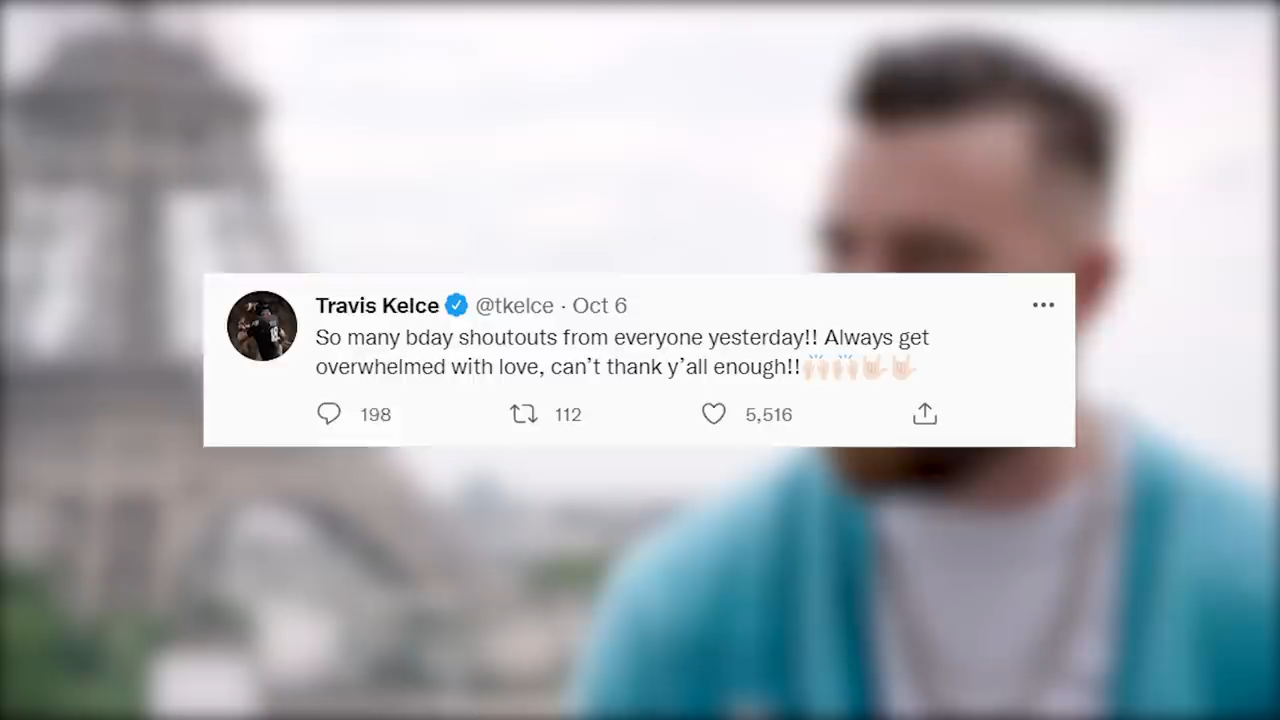 Travis Kelce @tkelce · Oct 6
So many bday shoutouts from everyone yesterday!! Always get
overwhelmed with love, can’t thank y’all enough!!🙌🏻🙌🏻🤟🏻🤟🏻
198 112 5,516